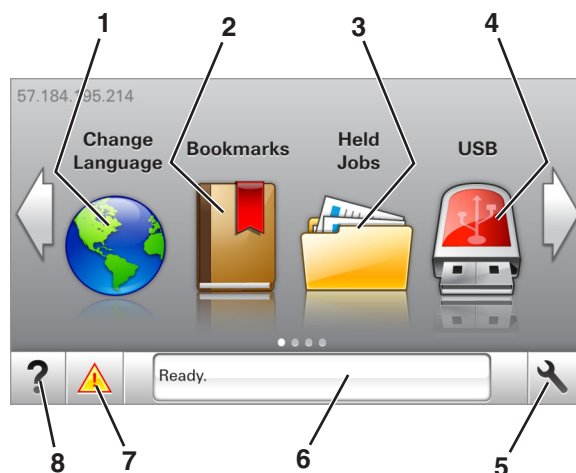 1 2 3 4
57.184.195.214
Change
Language
Bookmarks
Held
Jobs
USB
?
Ready.
8 7 6 5